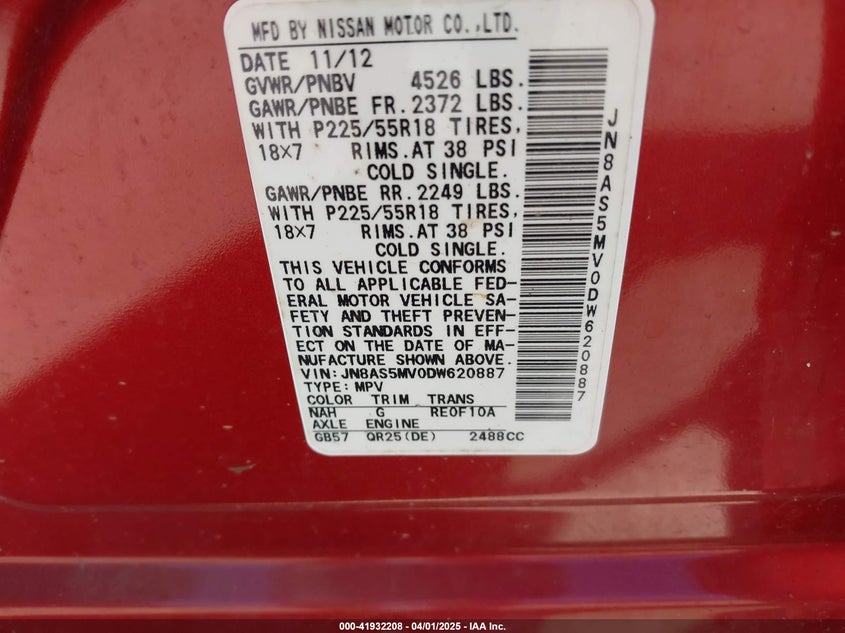 MFD BY NISSAN MOTOR CO.,LTD.
DATE 11/12
GVWR/PNBV 4526 LBS.
GAWR/PNBE FR.2372 LBS.
WITH P225/55R18 TIRES,
18×7 RIMS.AT 38 PSI
COLD SINGLE.
GAWR/PNBE RR.2249 LBS.
WITH P225/55R18 TIRES,
18×7 RIMS.AT 38 PSI
COLD SINGLE.
THIS VEHICLE CONFORMS
TO ALL APPLICABLE FED-
ERAL MOTOR VEHICLE SA-
FETY AND THEFT PREVEN-
TION STANDARDS IN EFF-
ECT ON THE DATE OF MA-
NUFACTURE SHOWN ABOVE.
VIN:JN8AS5MV0DW620887
TYPE:MPV
COLOR TRIM TRANS
NAH G RE0F10A
AXLE ENGINE
GB57 QR25(DE) 2488CC
JN8AS5MV0DW620887
000-41932208 - 04/01/2025 - IAA Inc.